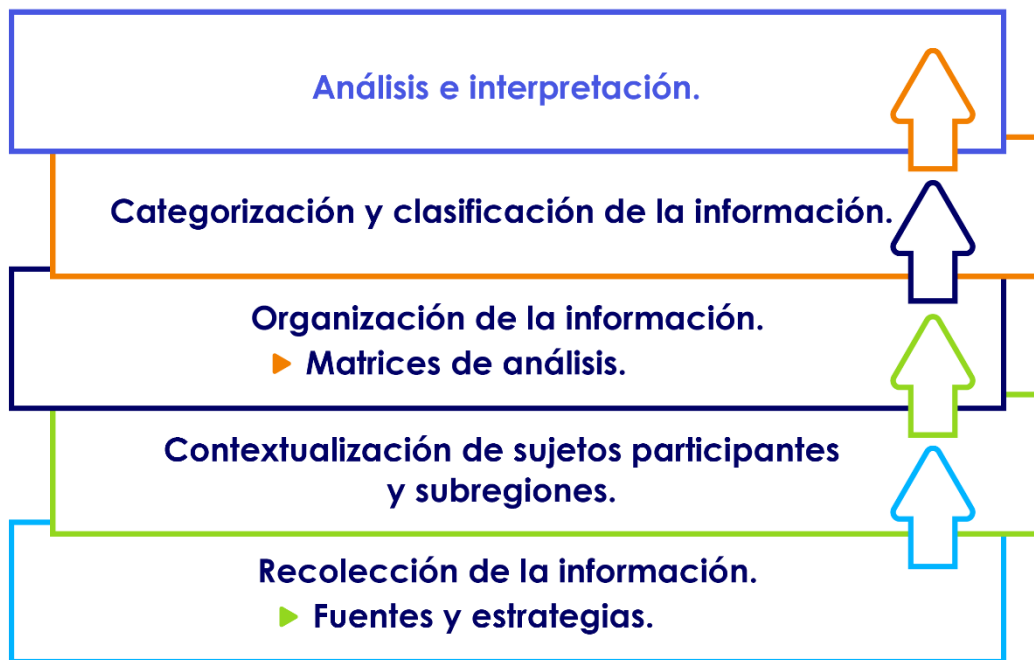 Análisis e interpretación.
Categorización y clasificación de la información.
Organización de la información.
Matrices de análisis.
Contextualización de sujetos participantes
y subregiones.
Recolección de la información.
Fuentes y estrategias.